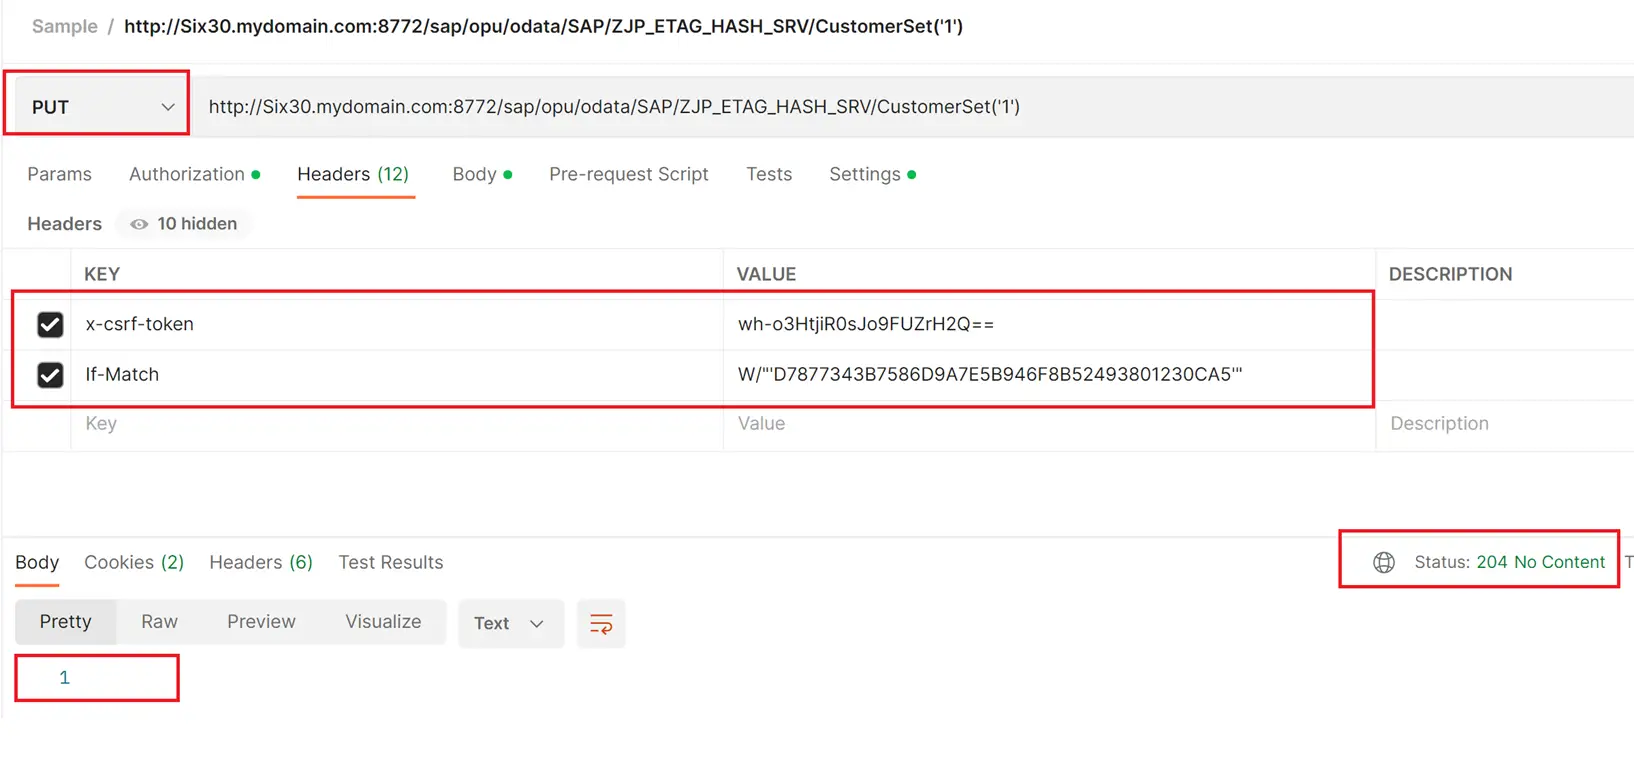 Sample / http://Six30.mydomain.com:8772/sap/opu/odata/SAP/ZJP_ETAG_HASH_SRV/CustomerSet('1')
PUT http://Six30.mydomain.com:8772/sap/opu/odata/SAP/ZJP_ETAG_HASH_SRV/CustomerSet('1')
Params Authorization Headers (12) Body Pre-request Script Tests Settings
Headers 10 hidden
KEY VALUE DESCRIPTION
x-csrf-token wh-o3HtjiR0sJo9FUZrH2Q==
If-Match W/"'D7877343B7586D9A7E5B946F8B52493801230CA5'"
Key Value Description
Body Cookies (2) Headers (6) Test Results Status: 204 No Content T
Pretty Raw Preview Visualize Text
1